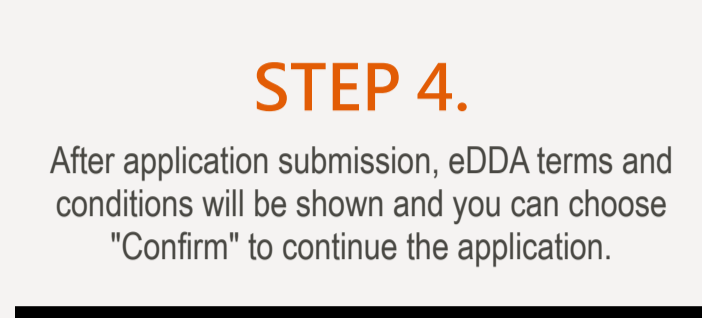 STEP 4.
After application submission, eDDA terms and
conditions will be shown and you can choose
"Confirm" to continue the application.